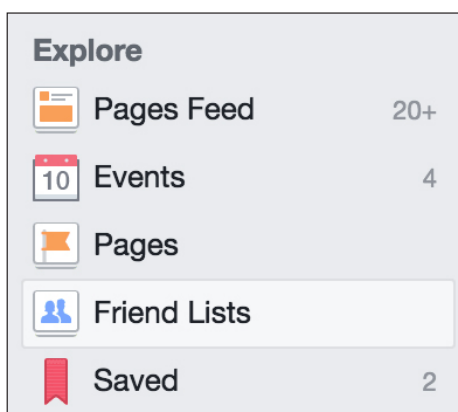 Explore
Pages Feed 20+
10 Events 4
Pages
Friend Lists
Saved 2